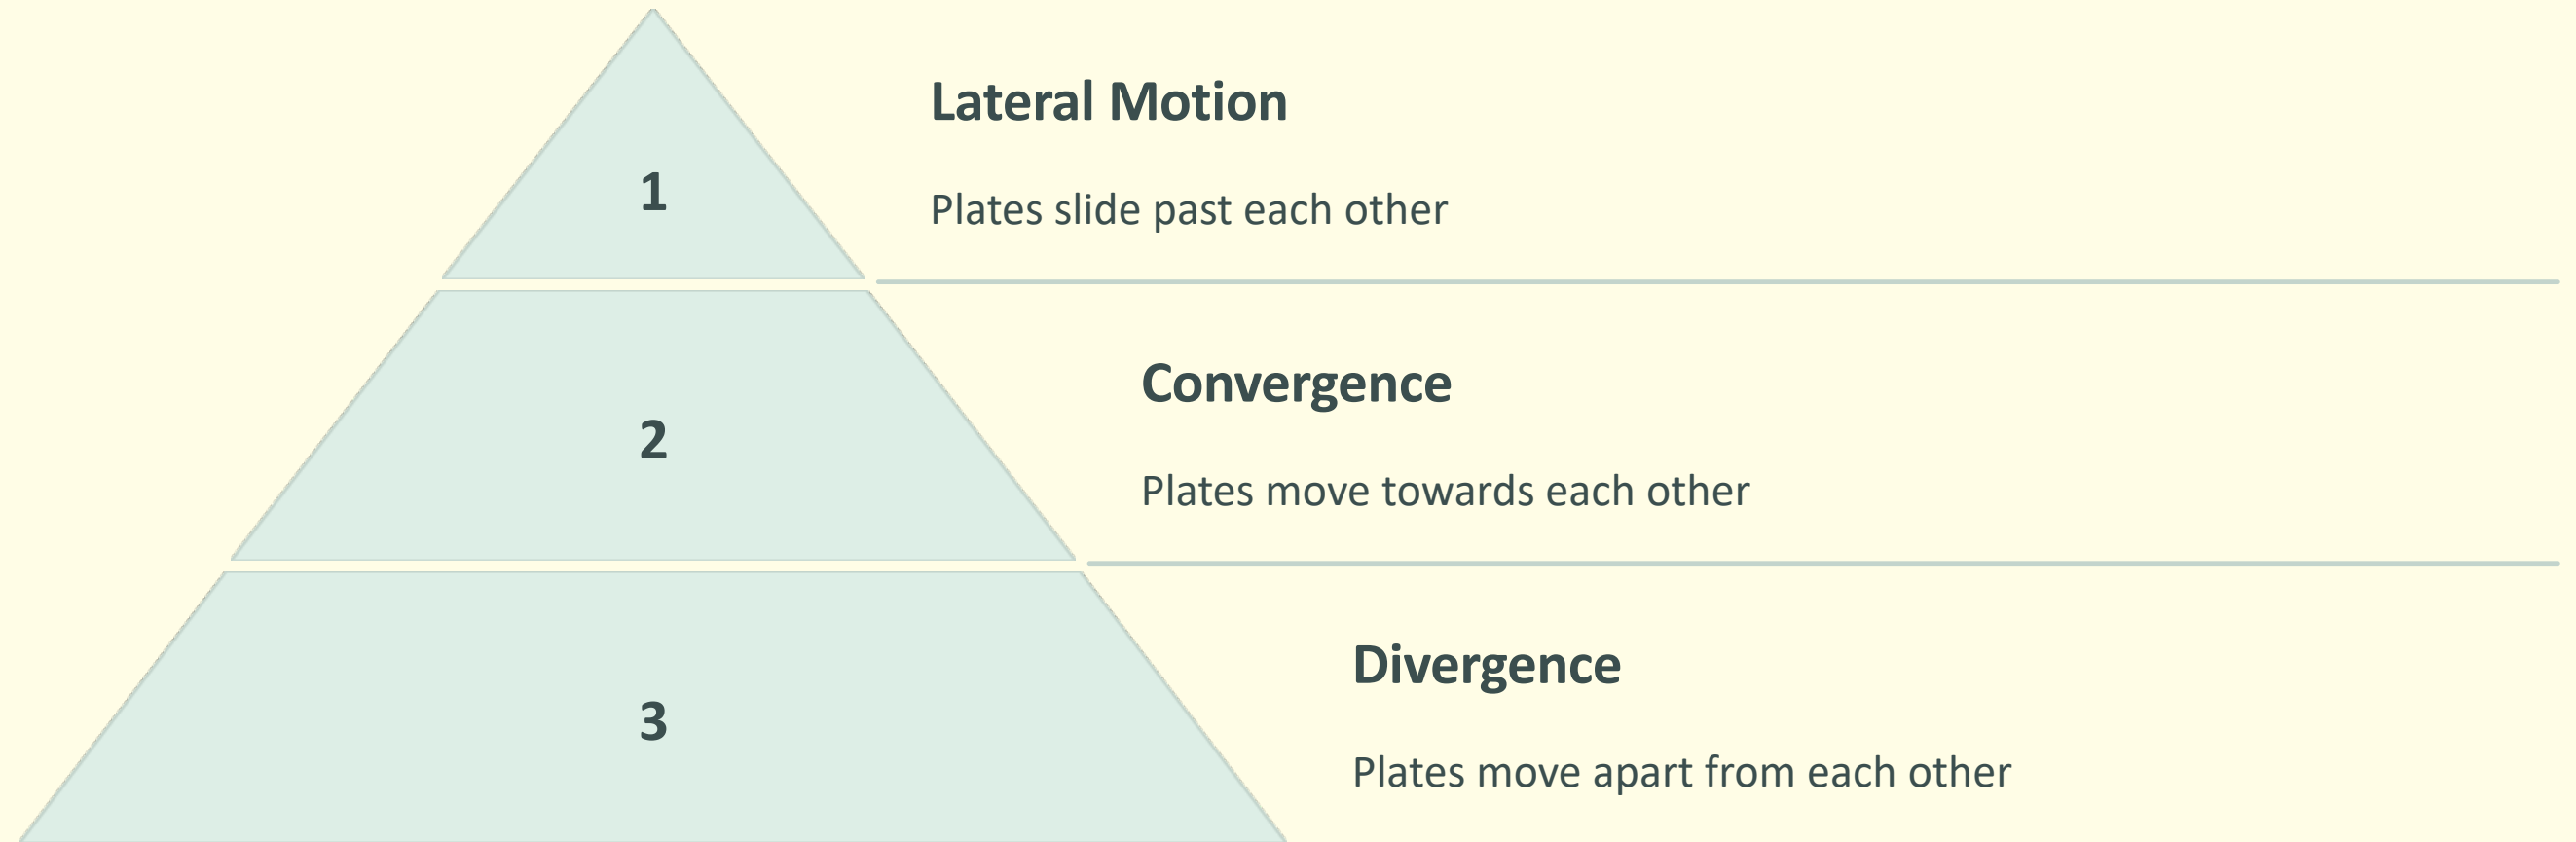 1
Lateral Motion
Plates slide past each other
2
Convergence
Plates move towards each other
3
Divergence
Plates move apart from each other